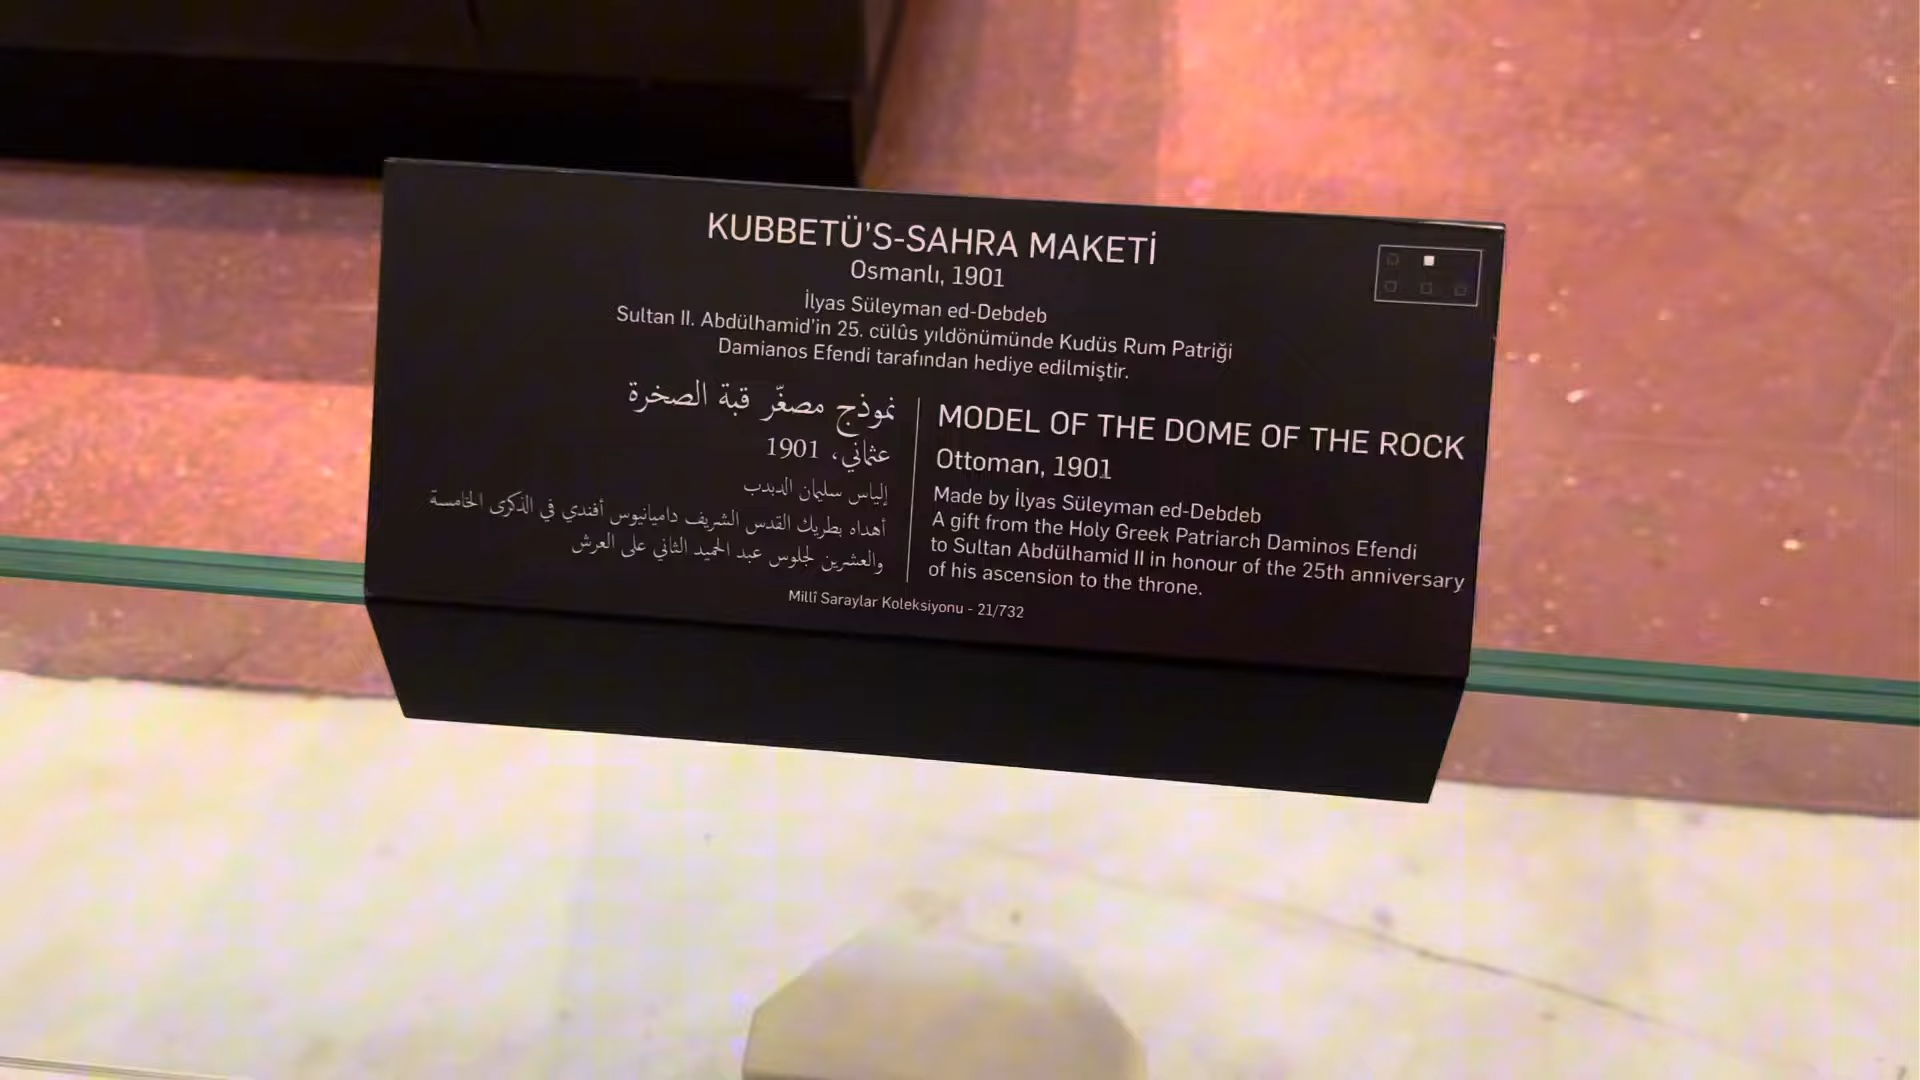 KUBBETÜ'S-SAHRA MAKETİ
Osmanlı, 1901
İlyas Süleyman ed-Debdeb
Sultan II. Abdülhamid'in 25. cülûs yıldönümünde Kudüs Rum Patriği
Damianos Efendi tarafından hediye edilmiştir.
نموذج مصغّر قبة الصخرة
عثماني، 1901
إلياس سليمان الدبدب
أهداه بطريك القدس الشريف داميانيوس أفندي في الذكرى الخامسة
والعشرين لجلوس عبد الحميد الثاني على العرش
MODEL OF THE DOME OF THE ROCK
Ottoman, 1901
Made by İlyas Süleyman ed-Debdeb
A gift from the Holy Greek Patriarch Daminos Efendi
to Sultan Abdülhamid II in honour of the 25th anniversary
of his ascension to the throne.
Millî Saraylar Koleksiyonu - 21/732